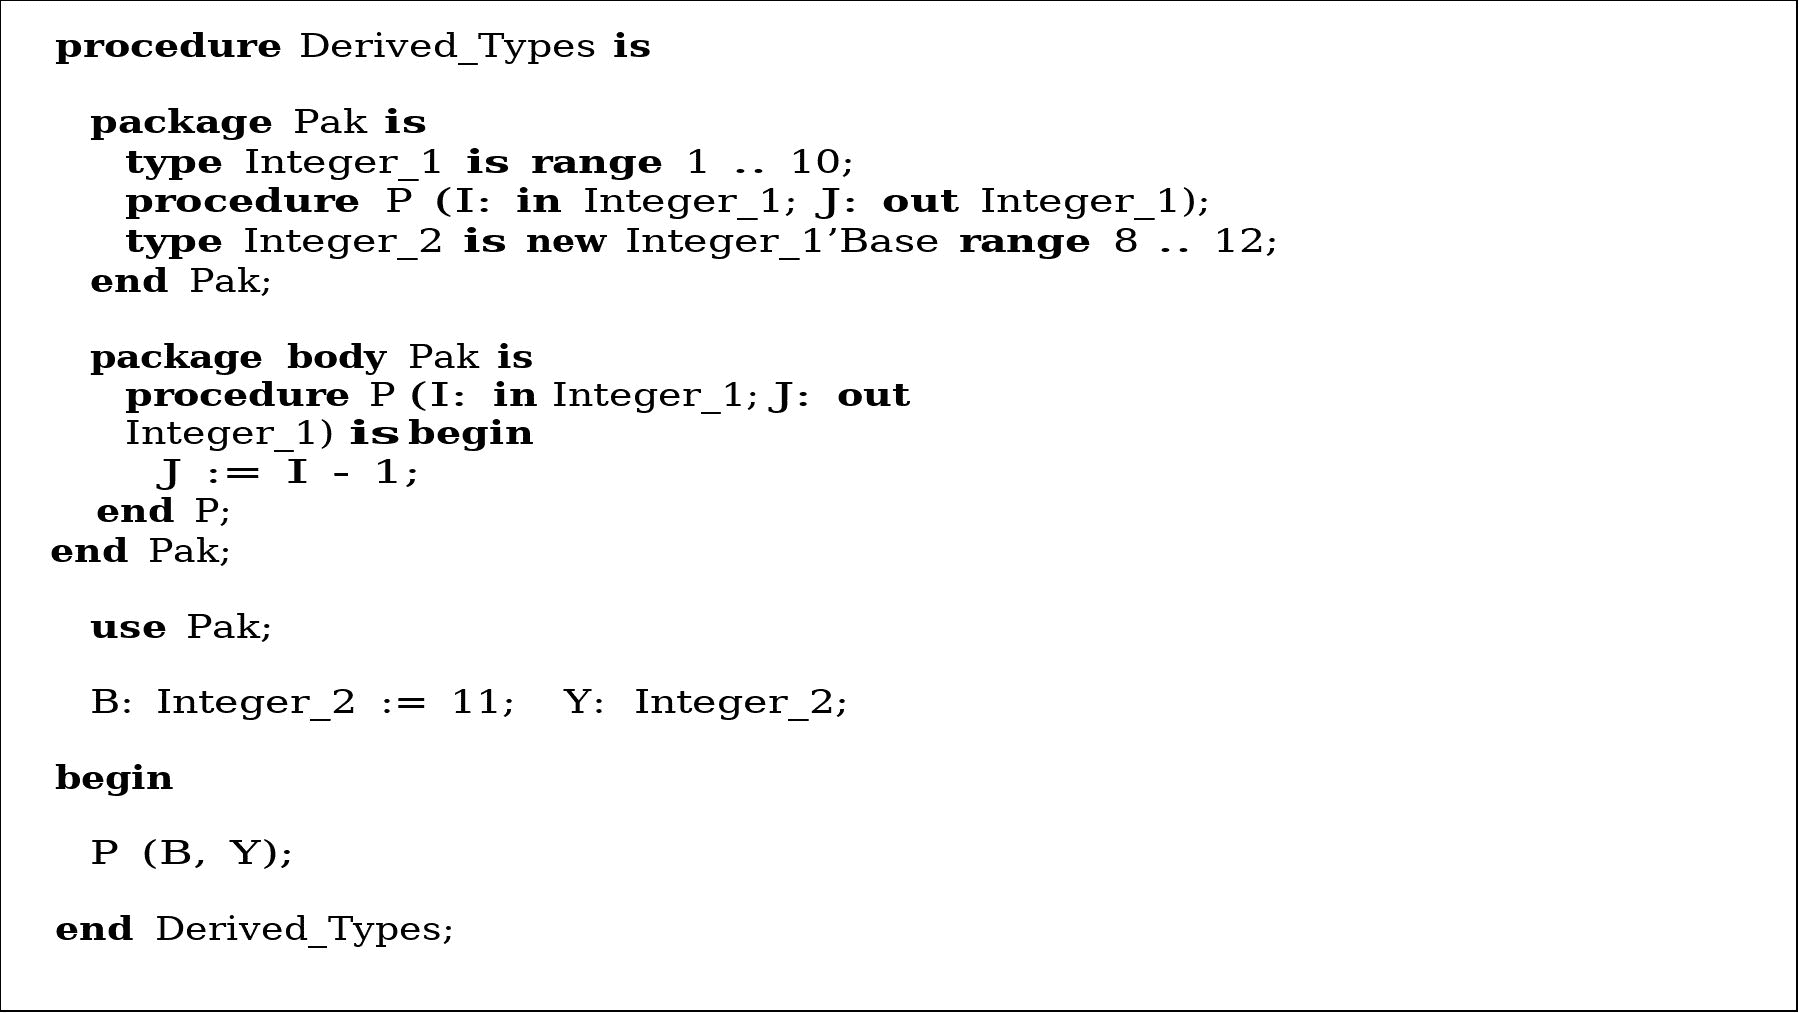 procedure Derived_Types is
package Pak is
type Integer_1 is range 1 .. 10;
procedure P (I: in Integer_1; J: out Integer_1);
type Integer_2 is new Integer_1’Base range 8 .. 12;
end Pak;
package body Pak is
procedure P (I: in Integer_1; J: out
Integer_1) is begin
J := I - 1;
end P;
end Pak;
use Pak;
B: Integer_2 := 11; Y: Integer_2;
begin
P (B, Y);
end Derived_Types;